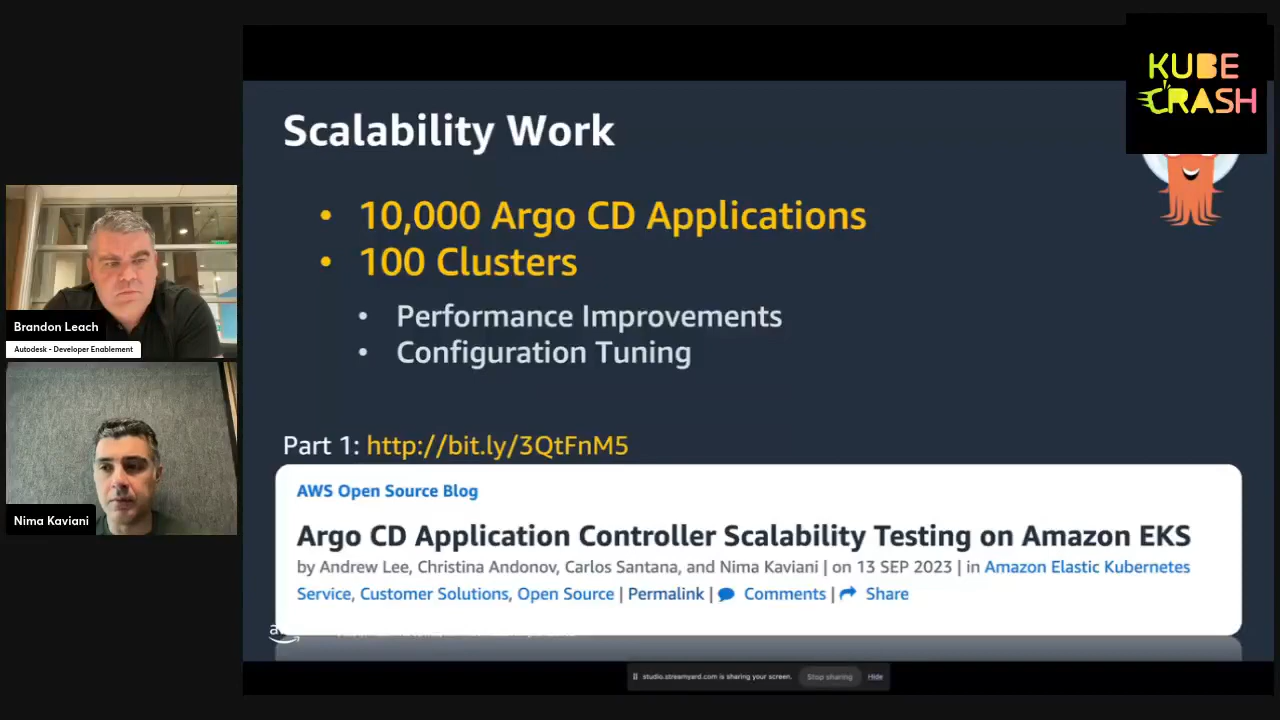 KUBE
CRASH
Scalability Work
• 10,000 Argo CD Applications
• 100 Clusters
• Performance Improvements
• Configuration Tuning
Brandon Leach
Autodesk - Developer Enablement
Nima Kaviani
Part 1: http://bit.ly/3QtFnM5
AWS Open Source Blog
Argo CD Application Controller Scalability Testing on Amazon EKS
by Andrew Lee, Christina Andonov, Carlos Santana, and Nima Kaviani | on 13 SEP 2023 | in Amazon Elastic Kubernetes
Service, Customer Solutions, Open Source | Permalink | Comments | Share
studio.streamyard.com is sharing your screen.
Stop sharing
Hide